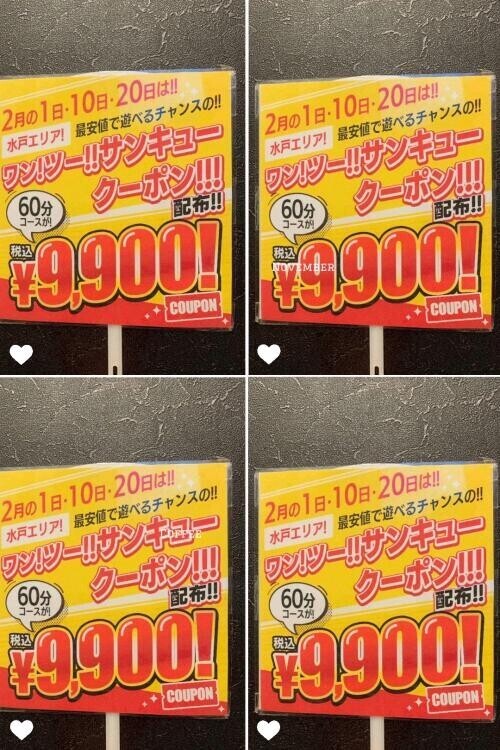 2月の1日・10日・20日は!!
水戸エリア!
最安値で遊べるチャンスの!!
ワン!ツー!!サンキュー
クーポン!!!
配布!!
60分
コースが!
税込
¥9,900!
COUPON
2月の1日・10日・20日は!!
水戸エリア!
最安値で遊べるチャンスの!!
ワン!ツー!!サンキュー
クーポン!!!
配布!!
60分
コースが!
税込
NOVEMBER
¥9,900!
COUPON
2月の1日・10日・20日は!!
水戸エリア!
最安値で遊べるチャンスの!!
ワン!ツー!!サンキュー
COFFEE
クーポン!!!
配布!!
60分
コースが!
税込
¥9,900!
COUPON
2月の1日・10日・20日は!!
水戸エリア!
最安値で遊べるチャンスの!!
ワン!ツー!!サンキュー
クーポン!!!
配布!!
60分
コースが!
税込
¥9,900!
COUPON